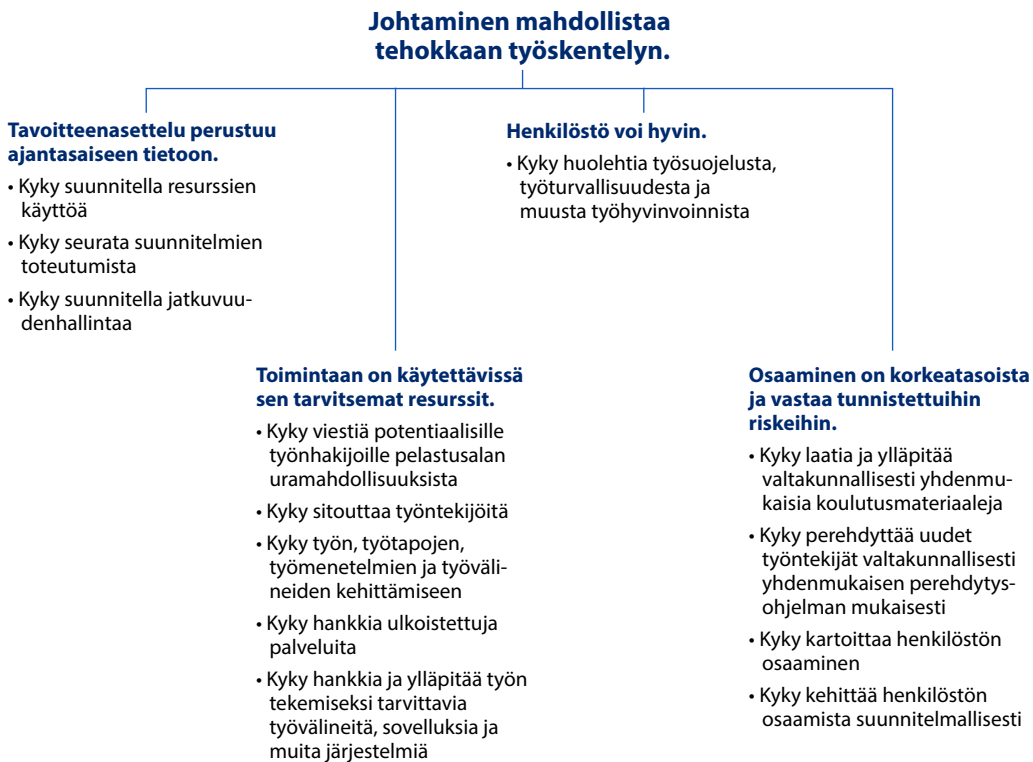 Johtaminen mahdollistaa
tehokkaan työskentelyn.
Tavoitteenasettelu perustuu
ajantasaiseen tietoon.
• Kyky suunnitella resurssien
käyttöä
• Kyky seurata suunnitelmien
toteutumista
• Kyky suunnitella jatkuvuu-
denhallintaa
Henkilöstö voi hyvin.
• Kyky huolehtia työsuojelusta,
työturvallisuudesta ja
muusta työhyvinvoinnista
Toimintaan on käytettävissä
sen tarvitsemat resurssit.
• Kyky viestiä potentiaalisille
työnhakijoille pelastusalan
uramahdollisuuksista
• Kyky sitouttaa työntekijöitä
• Kyky työn, työtapojen,
työmenetelmien ja työväli-
neiden kehittämiseen
• Kyky hankkia ulkoistettuja
palveluita
• Kyky hankkia ja ylläpitää työn
tekemiseksi tarvittavia
työvälineitä, sovelluksia ja
muita järjestelmiä
Osaaminen on korkeatasoista
ja vastaa tunnistettuihin
riskeihin.
• Kyky laatia ja ylläpitää
valtakunnallisesti yhdenmu-
kaisia koulutusmateriaaleja
• Kyky perehdyttää uudet
työntekijät valtakunnallisesti
yhdenmukaisen perehdytys-
ohjelman mukaisesti
• Kyky kartoittaa henkilöstön
osaaminen
• Kyky kehittää henkilöstön
osaamista suunnitelmallisesti